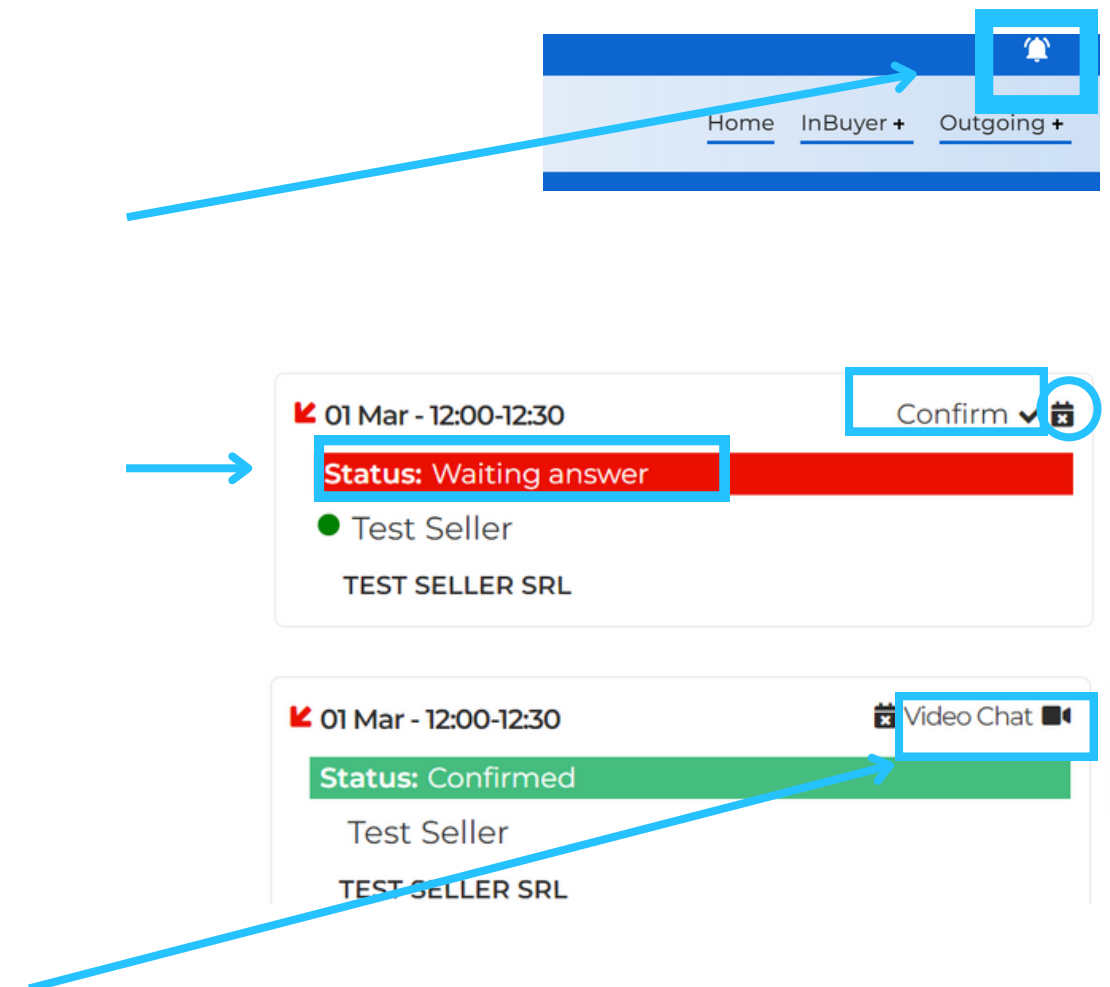 Home InBuyer + Outgoing +
01 Mar - 12:00-12:30 Confirm
Status: Waiting answer
Test Seller
TEST SELLER SRL
01 Mar - 12:00-12:30 Video Chat
Status: Confirmed
Test Seller
TEST SELLER SRL